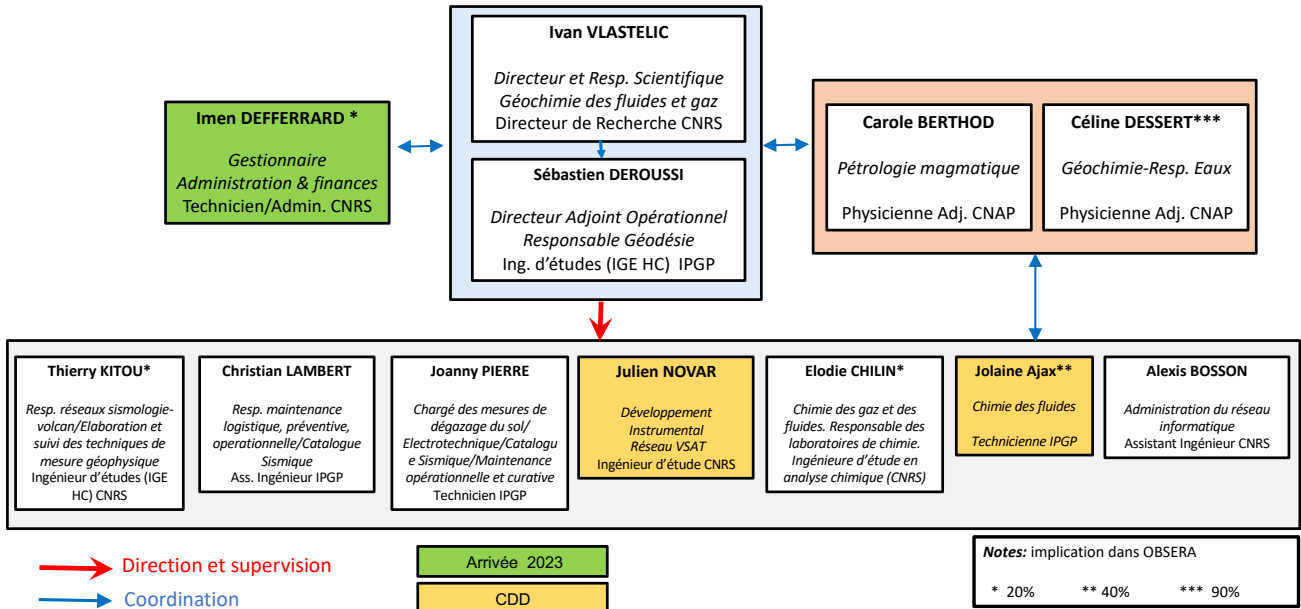 Ivan VLASTELIC
Directeur et Resp. Scientifique
Géochimie des fluides et gaz
Directeur de Recherche CNRS
Imen DEFFERRARD *
Gestionnaire
Administration & finances
Technicien/Admin. CNRS
Sébastien DEROUSSI
Directeur Adjoint Opérationnel
Responsable Géodésie
Ing. d’études (IGE HC) IPGP
Carole BERTHOD
Pétrologie magmatique
Physicienne Adj. CNAP
Céline DESSERT***
Géochimie-Resp. Eaux
Physicienne Adj. CNAP
Thierry KITOU*
Resp. réseaux sismologie-
volcan/Elaboration et
suivi des techniques de
mesure géophysique
Ingénieur d’études (IGE
HC) CNRS
Christian LAMBERT
Resp. maintenance
logistique, préventive,
operationnelle/Catalogue
Sismique
Ass. Ingénieur IPGP
Joanny PIERRE
Chargé des mesures de
dégazage du sol/
Electrotechnique/Catalogu
e Sismique/Maintenance
opérationnelle et curative
Technicien IPGP
Julien NOVAR
Développement
Instrumental
Réseau VSAT
Ingénieur d’étude CNRS
Elodie CHILIN*
Chimie des gaz et des
fluides. Responsable des
laboratoires de chimie.
Ingénieure d’étude en
analyse chimique (CNRS)
Jolaine Ajax**
Chimie des fluides
Technicienne IPGP
Alexis BOSSON
Administration du réseau
informatique
Assistant Ingénieur CNRS
Direction et supervision
Coordination
Arrivée 2023
CDD
Notes: implication dans OBSERA
* 20% ** 40% *** 90%